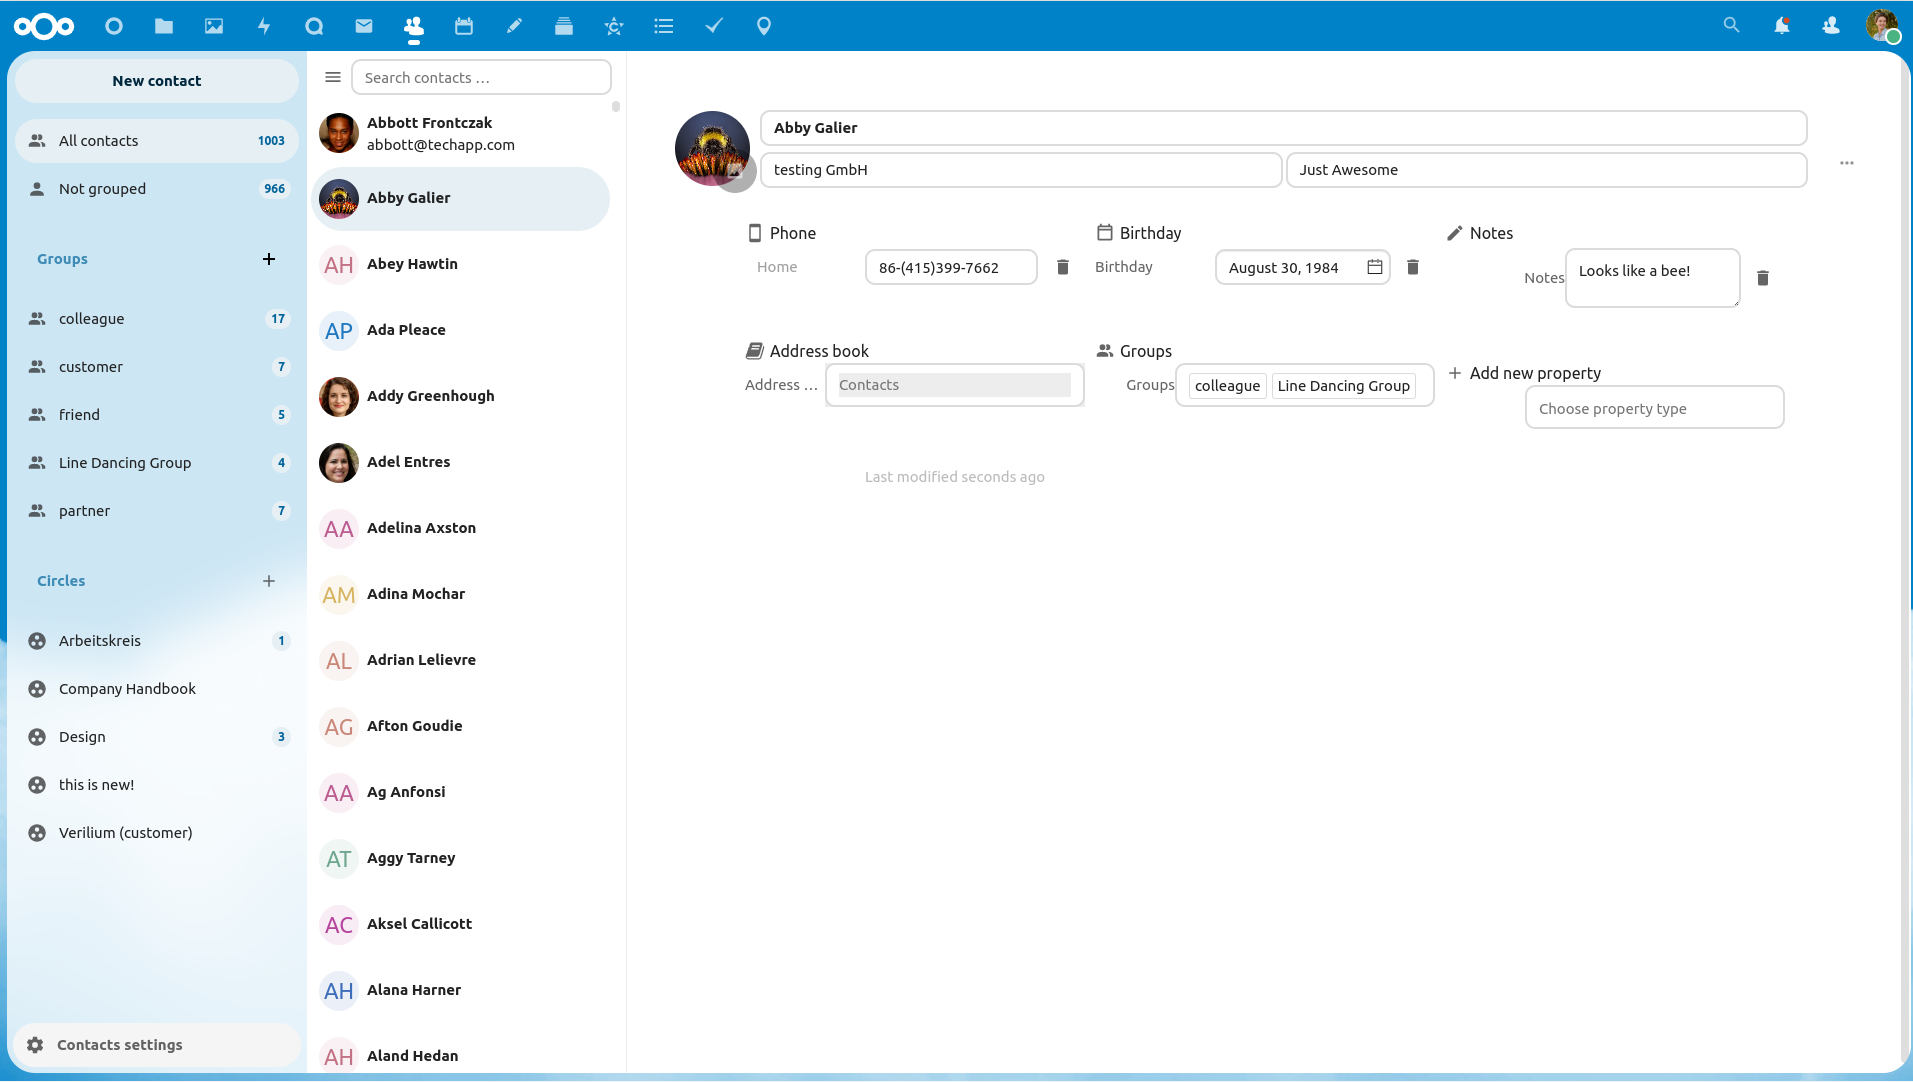 New contact
All contacts 1003
Not grouped 966
Groups
colleague 17
customer 7
friend 5
Line Dancing Group 4
partner 7
Circles
Arbeitskreis 1
Company Handbook
Design 3
this is new!
Verilium (customer)
Contacts settings
Search contacts …
Abbott Frontczak
abbott@techapp.com
Abby Galier
AH Abey Hawtin
AP Ada Pleace
Addy Greenhough
Adel Entres
AA Adelina Axston
AM Adina Mochar
AL Adrian Lelievre
AG Afton Goudie
AA Ag Anfonsi
AT Aggy Tarney
AC Aksel Callicott
AH Alana Harner
AH Aland Hedan
Abby Galier
testing GmbH Just Awesome
Phone
Home 86-(415)399-7662
Birthday
Birthday August 30, 1984
Notes
Notes Looks like a bee!
Address book
Address … Contacts
Groups
Groups colleague Line Dancing Group
Add new property
Choose property type
Last modified seconds ago